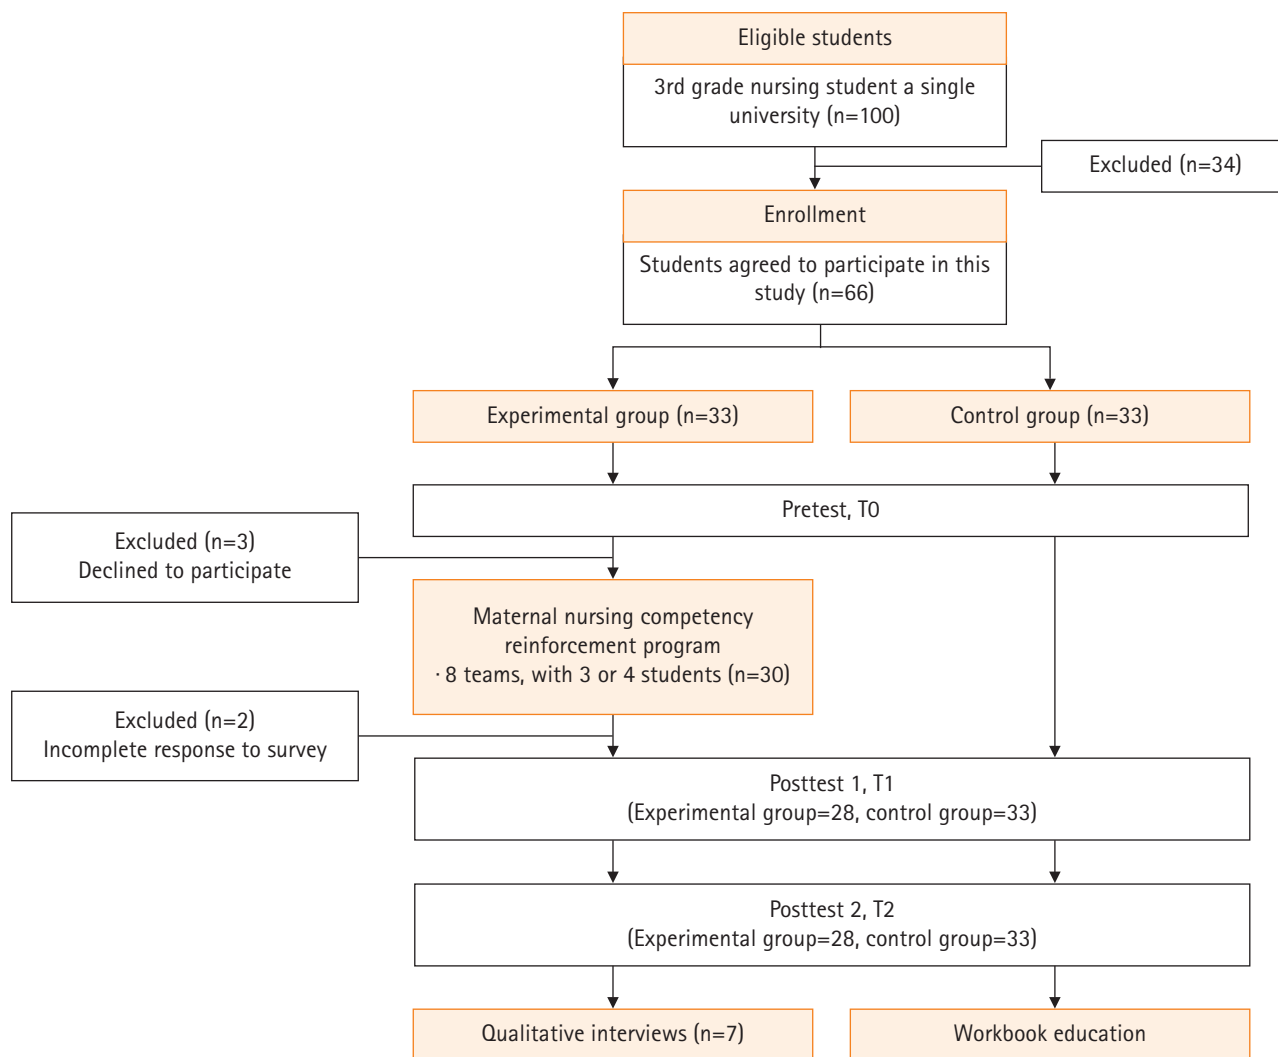 Eligible students
3rd grade nursing student a single
university (n=100)
Excluded (n=34)
Enrollment
Students agreed to participate in this
study (n=66)
Experimental group (n=33)
Control group (n=33)
Pretest, T0
Excluded (n=3)
Declined to participate
Maternal nursing competency
reinforcement program
· 8 teams, with 3 or 4 students (n=30)
Excluded (n=2)
Incomplete response to survey
Posttest 1, T1
(Experimental group=28, control group=33)
Posttest 2, T2
(Experimental group=28, control group=33)
Qualitative interviews (n=7)
Workbook education